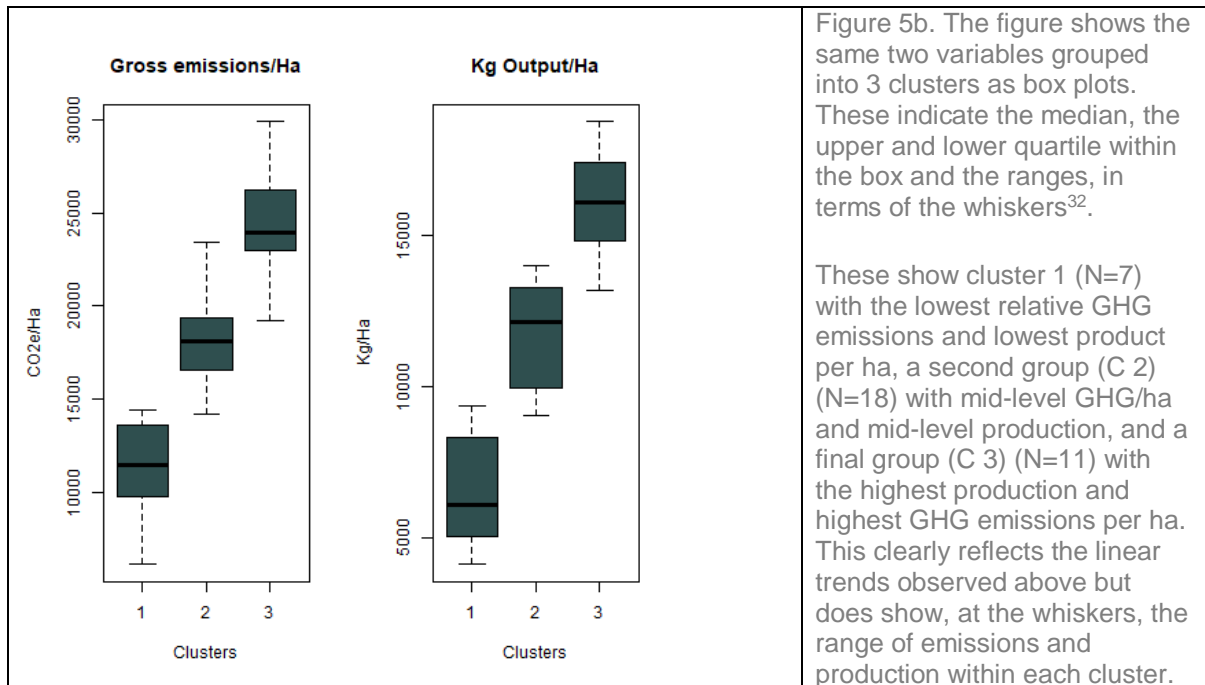 Gross emissions/Ha
CO2e/Ha
30000
25000
20000
15000
10000
1 2 3
Clusters
Kg Output/Ha
Kg/Ha
15000
10000
5000
1 2 3
Clusters
Figure 5b. The figure shows the
same two variables grouped
into 3 clusters as box plots.
These indicate the median, the
upper and lower quartile within
the box and the ranges, in
terms of the whiskers³².
These show cluster 1 (N=7)
with the lowest relative GHG
emissions and lowest product
per ha, a second group (C 2)
(N=18) with mid-level GHG/ha
and mid-level production, and a
final group (C 3) (N=11) with
the highest production and
highest GHG emissions per ha.
This clearly reflects the linear
trends observed above but
does show, at the whiskers, the
range of emissions and
production within each cluster.